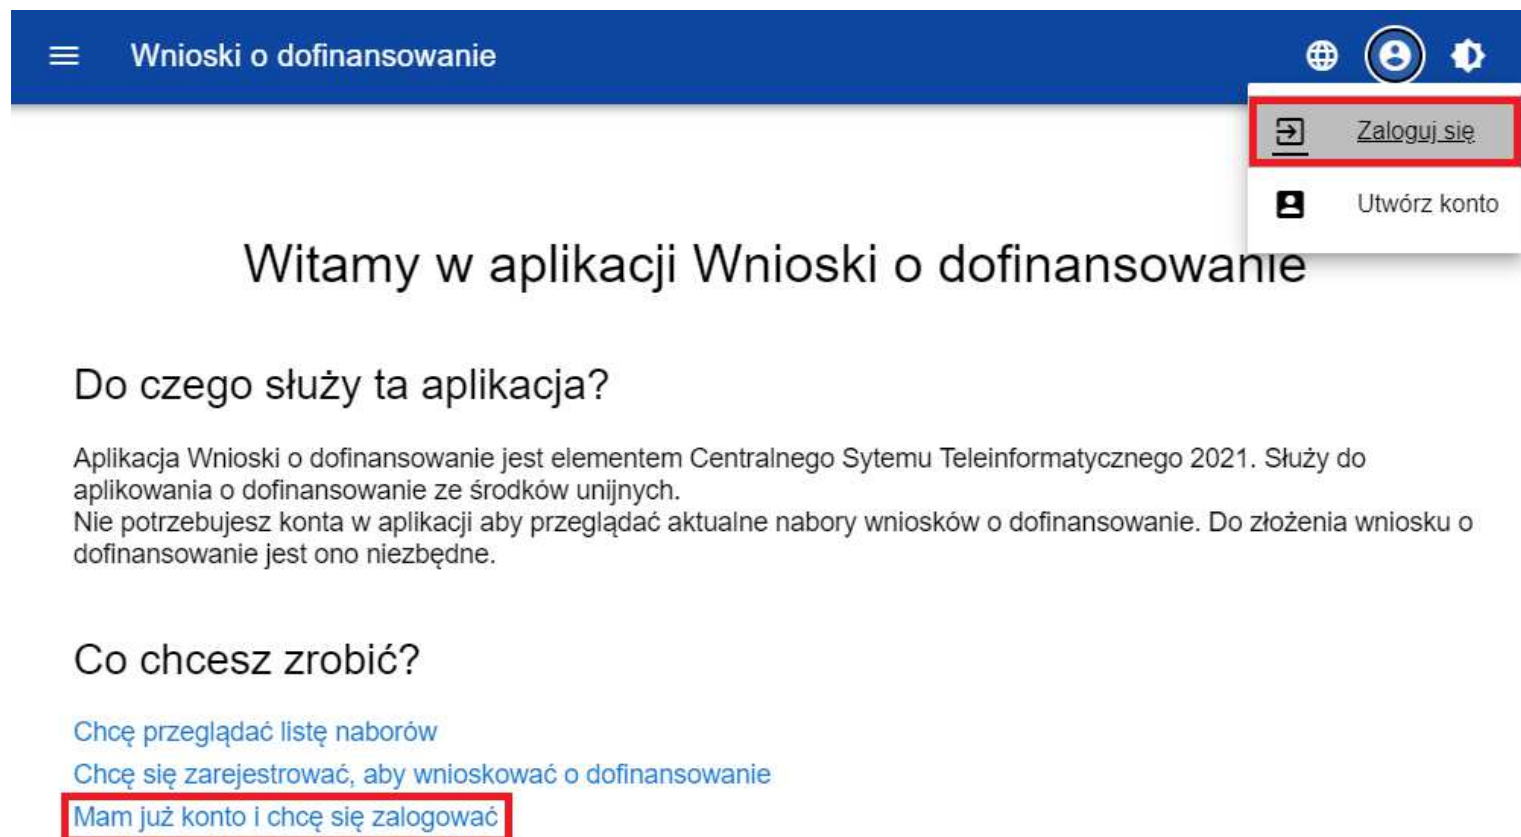 Wnioski o dofinansowanie
Zaloguj się
Utwórz konto
Witamy w aplikacji Wnioski o dofinansowanie
Do czego służy ta aplikacja?
Aplikacja Wnioski o dofinansowanie jest elementem Centralnego Sytemu Teleinformatycznego 2021. Służy do
aplikowania o dofinansowanie ze środków unijnych.
Nie potrzebujesz konta w aplikacji aby przeglądać aktualne nabory wniosków o dofinansowanie. Do złożenia wniosku o
dofinansowanie jest ono niezbędne.
Co chcesz zrobić?
Chcę przeglądać listę naborów
Chcę się zarejestrować, aby wnioskować o dofinansowanie
Mam już konto i chcę się zalogować